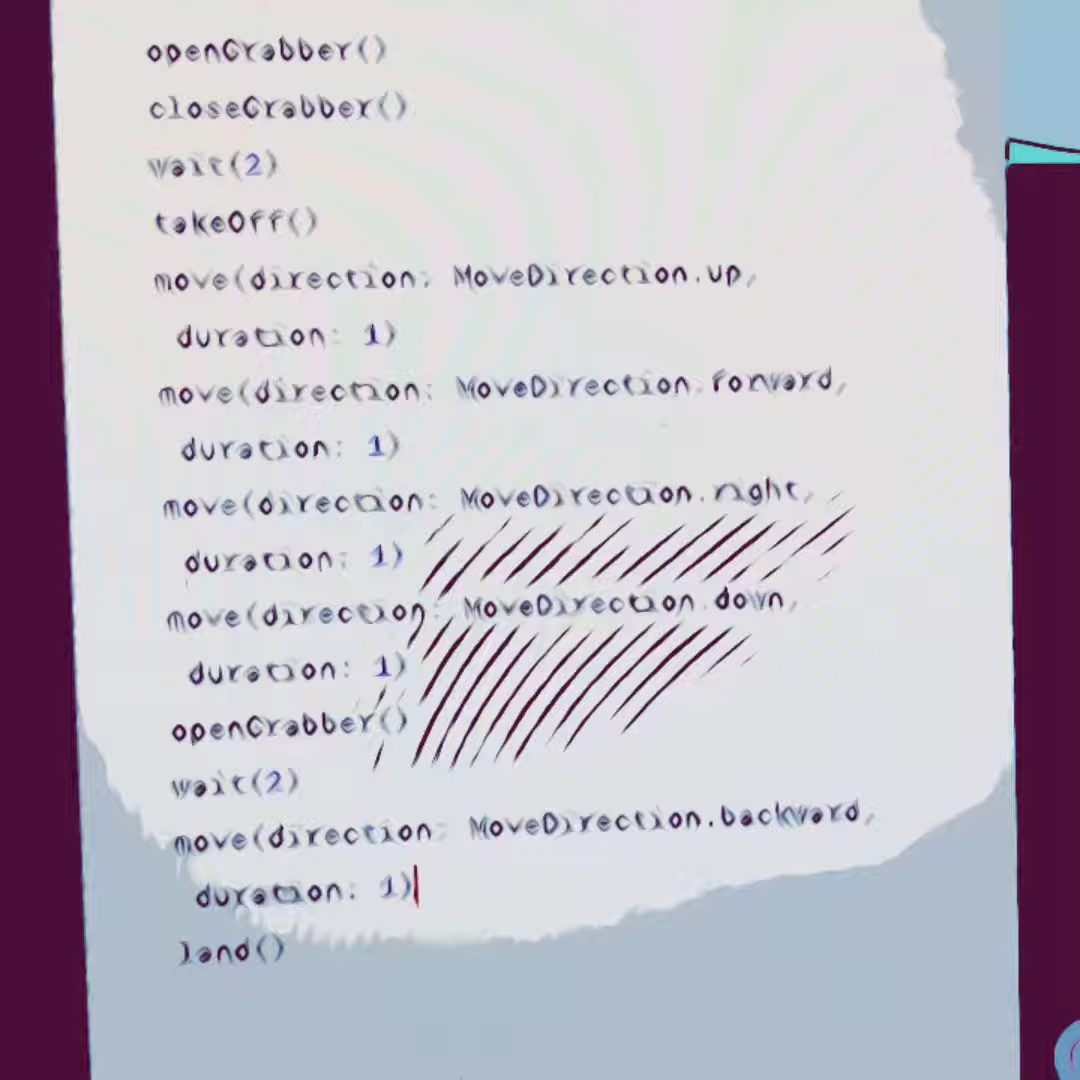 openGrabber()
closeGrabber()
wait(2)
takeOff()
move(direction: MoveDirection.up,
duration: 1)
move(direction: MoveDirection.forward,
duration: 1)
move(direction: MoveDirection.right,
duration: 1)
move(direction: MoveDirection.down,
duration: 1)
openGrabber()
wait(2)
move(direction: MoveDirection.backward,
duration: 1)
land()